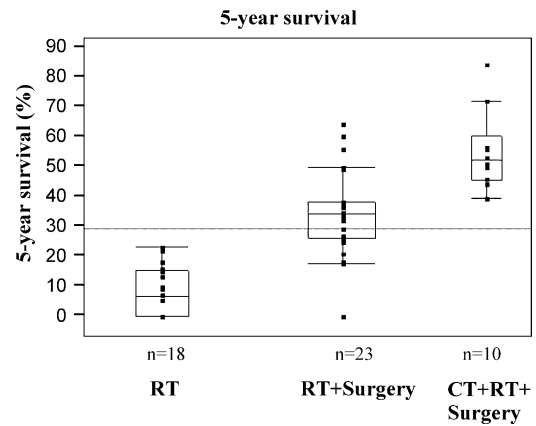 5-year survival
5-year survival (%)
90
80
70
60
50
40
30
20
10
0
n=18 n=23 n=10
RT RT+Surgery CT+RT+
Surgery